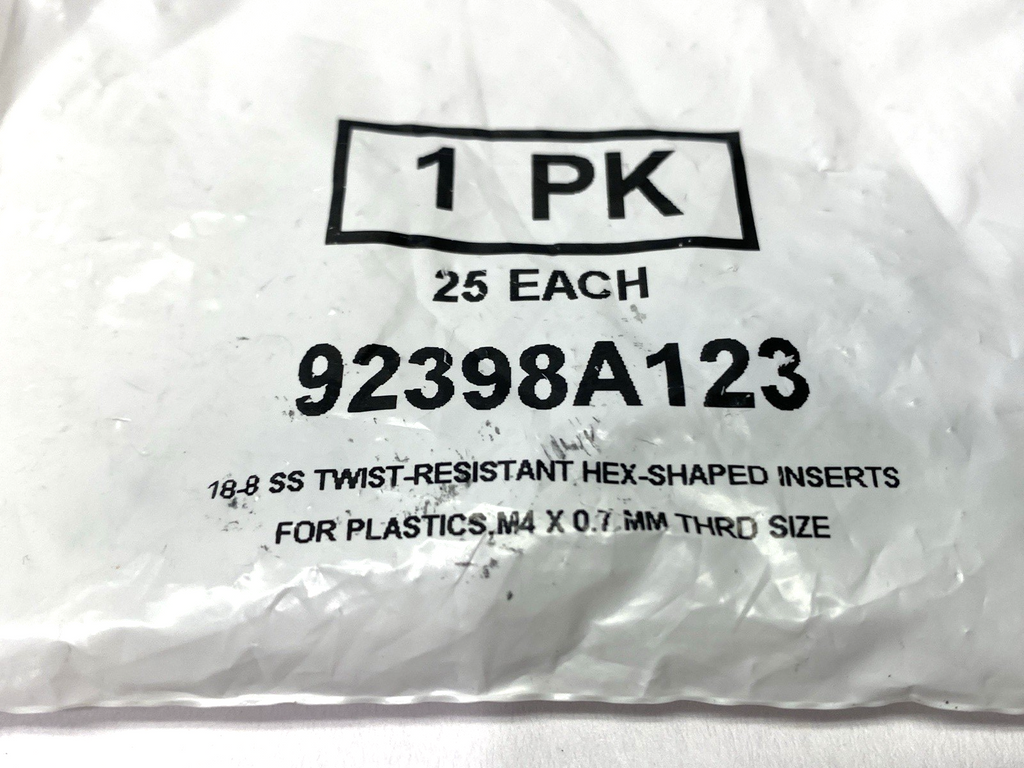 1 PK
25 EACH
92398A123
18-8 SS TWIST-RESISTANT HEX-SHAPED INSERTS
FOR PLASTICS,M4 X 0.7 MM THRD SIZE